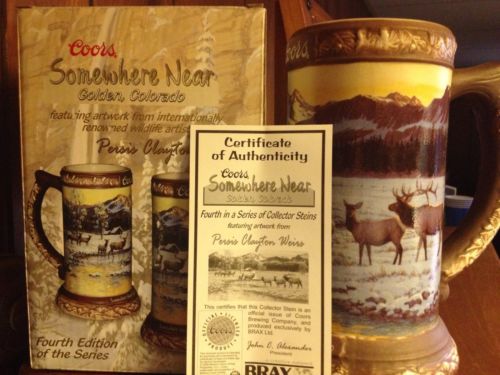 Coors
Somewhere Near
Golden, Colorado
featuring artwork from internationally
renowned wildlife artist
Persis Clayton
Fourth Edition
of the Series
Certificate
of Authenticity
Coors
Somewhere Near
Golden, Colorado
Fourth in a Series of Collector Steins
featuring artwork from
Persis Clayton Weirs
This certifies that this Collector Stein is an
official issue of Coors
Brewing Company, and
produced exclusively by
BRAX Ltd.
John C. Alexander
President
BRAX
Coors